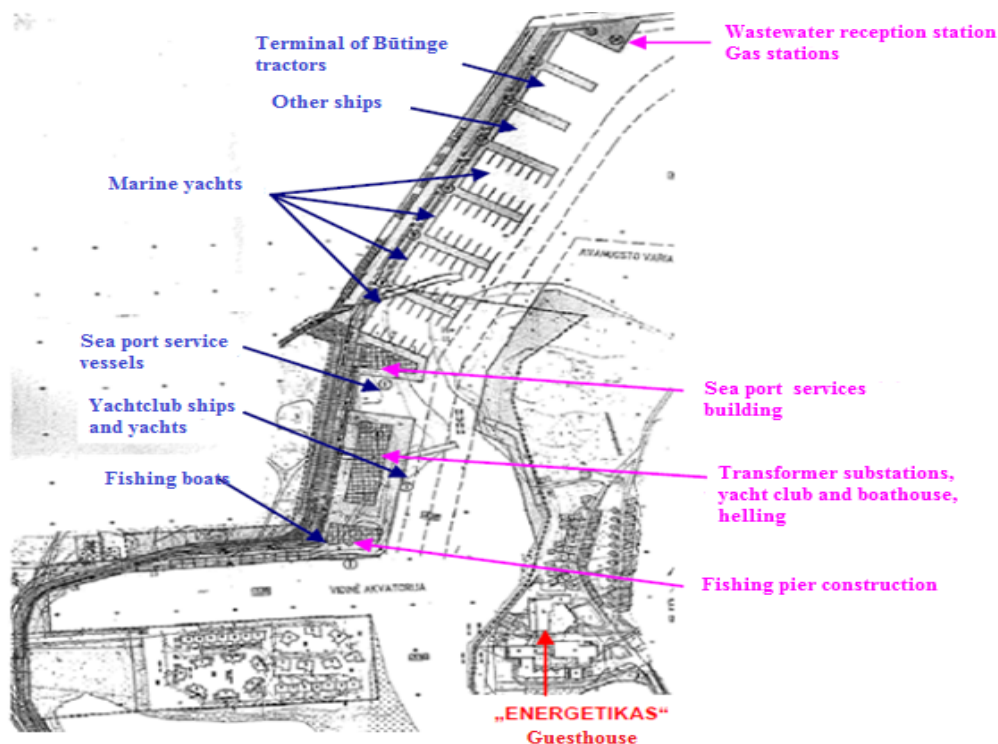 Wastewater reception station
Gas stations
Terminal of Būtinge
tractors
Other ships
Marine yachts
Sea port service
vessels
Sea port services
building
Yachtclub ships
and yachts
Transformer substations,
yacht club and boathouse,
helling
Fishing boats
Fishing pier construction
VIDINĖ AKVATORIJA
„ENERGETIKAS“
Guesthouse